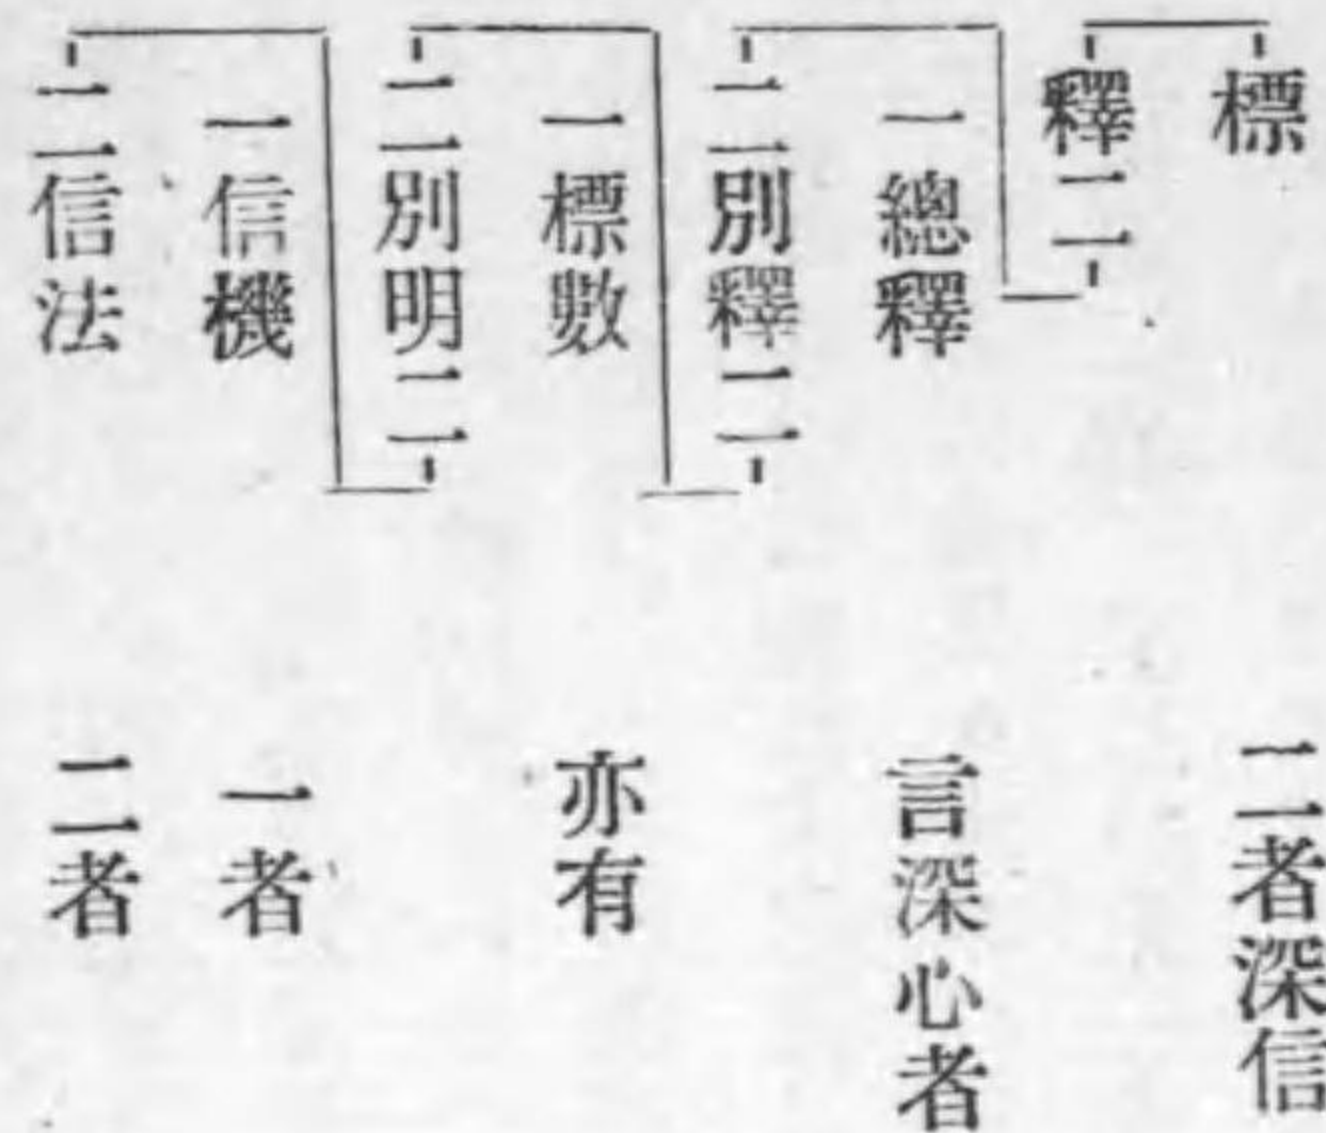 標 二者深信
釋二
一總釋 言深心者
二別釋二
一標數 亦有
二別明二
一信機 一者
二信法 二者